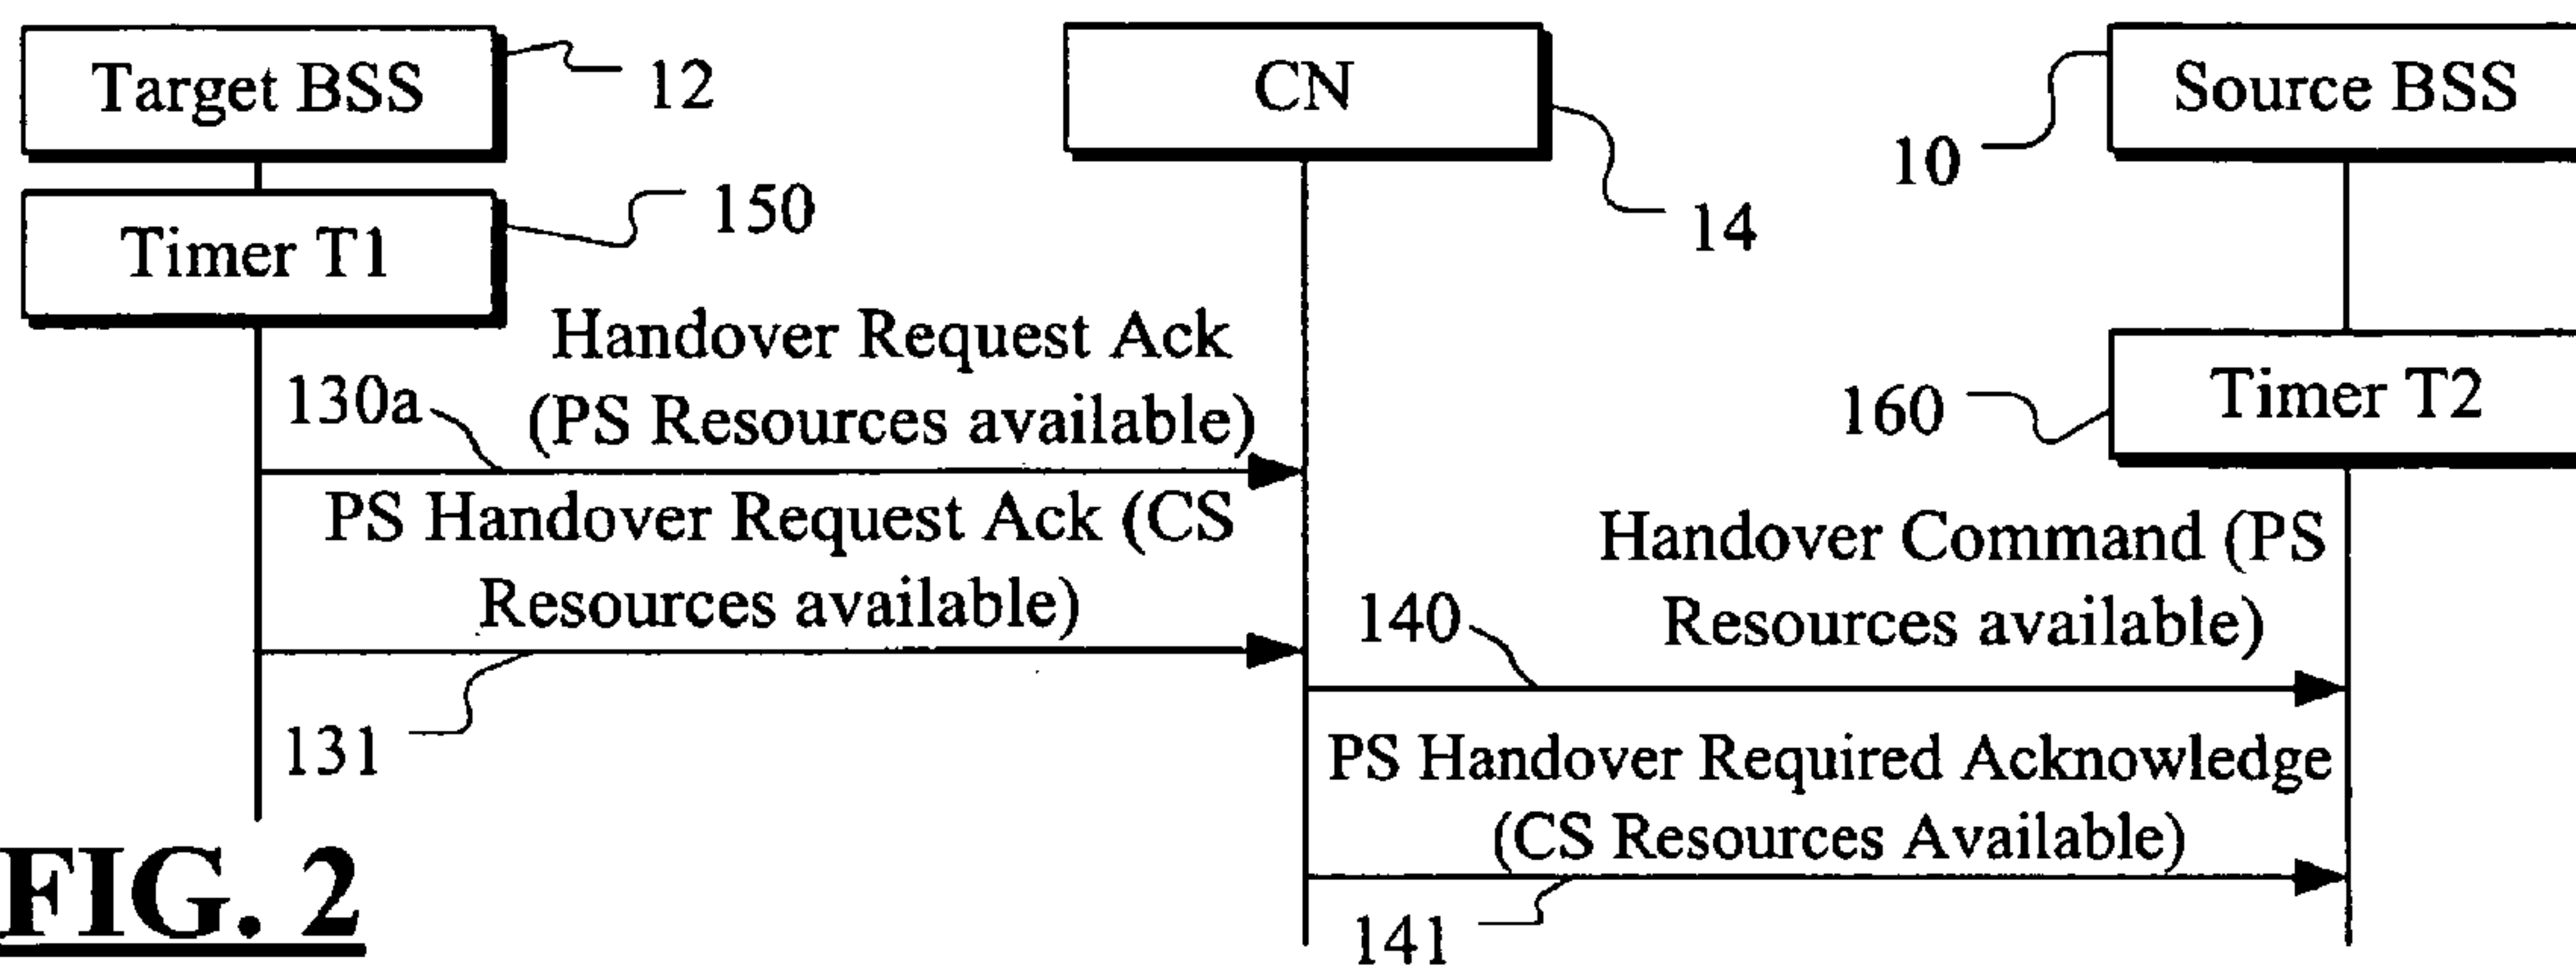 Target BSS
12
CN
14
Source BSS
10
Timer T1
150
Timer T2
160
Handover Request Ack
(PS Resources available)
130a
PS Handover Request Ack (CS
Resources available)
131
Handover Command (PS
Resources available)
140
PS Handover Required Acknowledge
(CS Resources Available)
141
FIG. 2